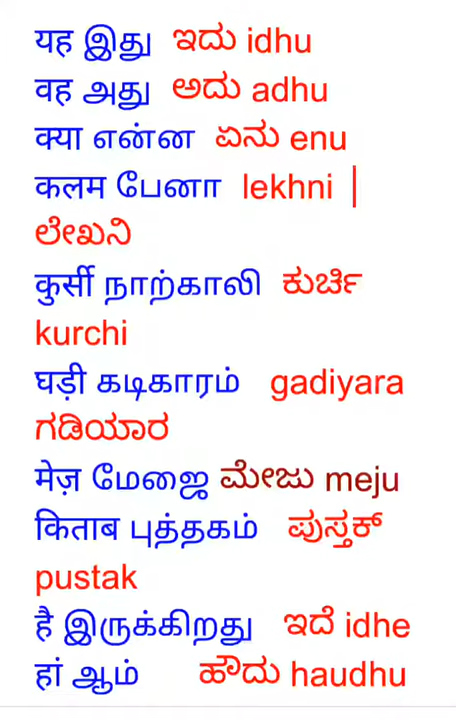 यह இது ಇದು idhu
वह அது ಅದು adhu
क्या என்ன ಏನು enu
कलम பேனா lekhni |
ಲೇಖನಿ
कुर्सी நாற்காலி ಕುರ್ಚಿ
kurchi
घड़ी கடிகாரம் gadiyara
ಗಡಿಯಾರ
मेज़ மேஜை ಮೇಜು meju
किताब புத்தகம் ಪುಸ್ತಕ್
pustak
है இருக்கிறது ಇದೆ idhe
हां ஆம் ಹೌದು haudhu